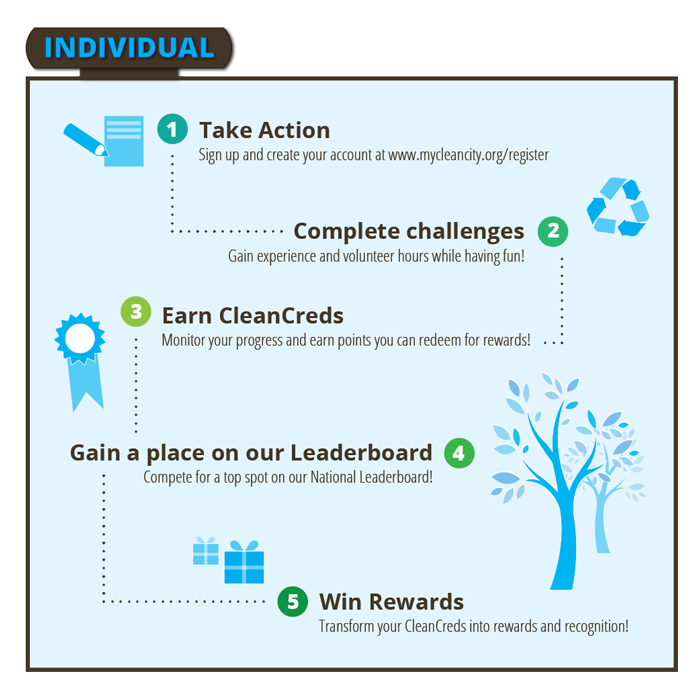 INDIVIDUAL
1 Take Action
Sign up and create your account at www.mycleancity.org/register
Complete challenges 2
Gain experience and volunteer hours while having fun!
3 Earn CleanCreds
Monitor your progress and earn points you can redeem for rewards!
Gain a place on our Leaderboard 4
Compete for a top spot on our National Leaderboard!
5 Win Rewards
Transform your CleanCreds into rewards and recognition!